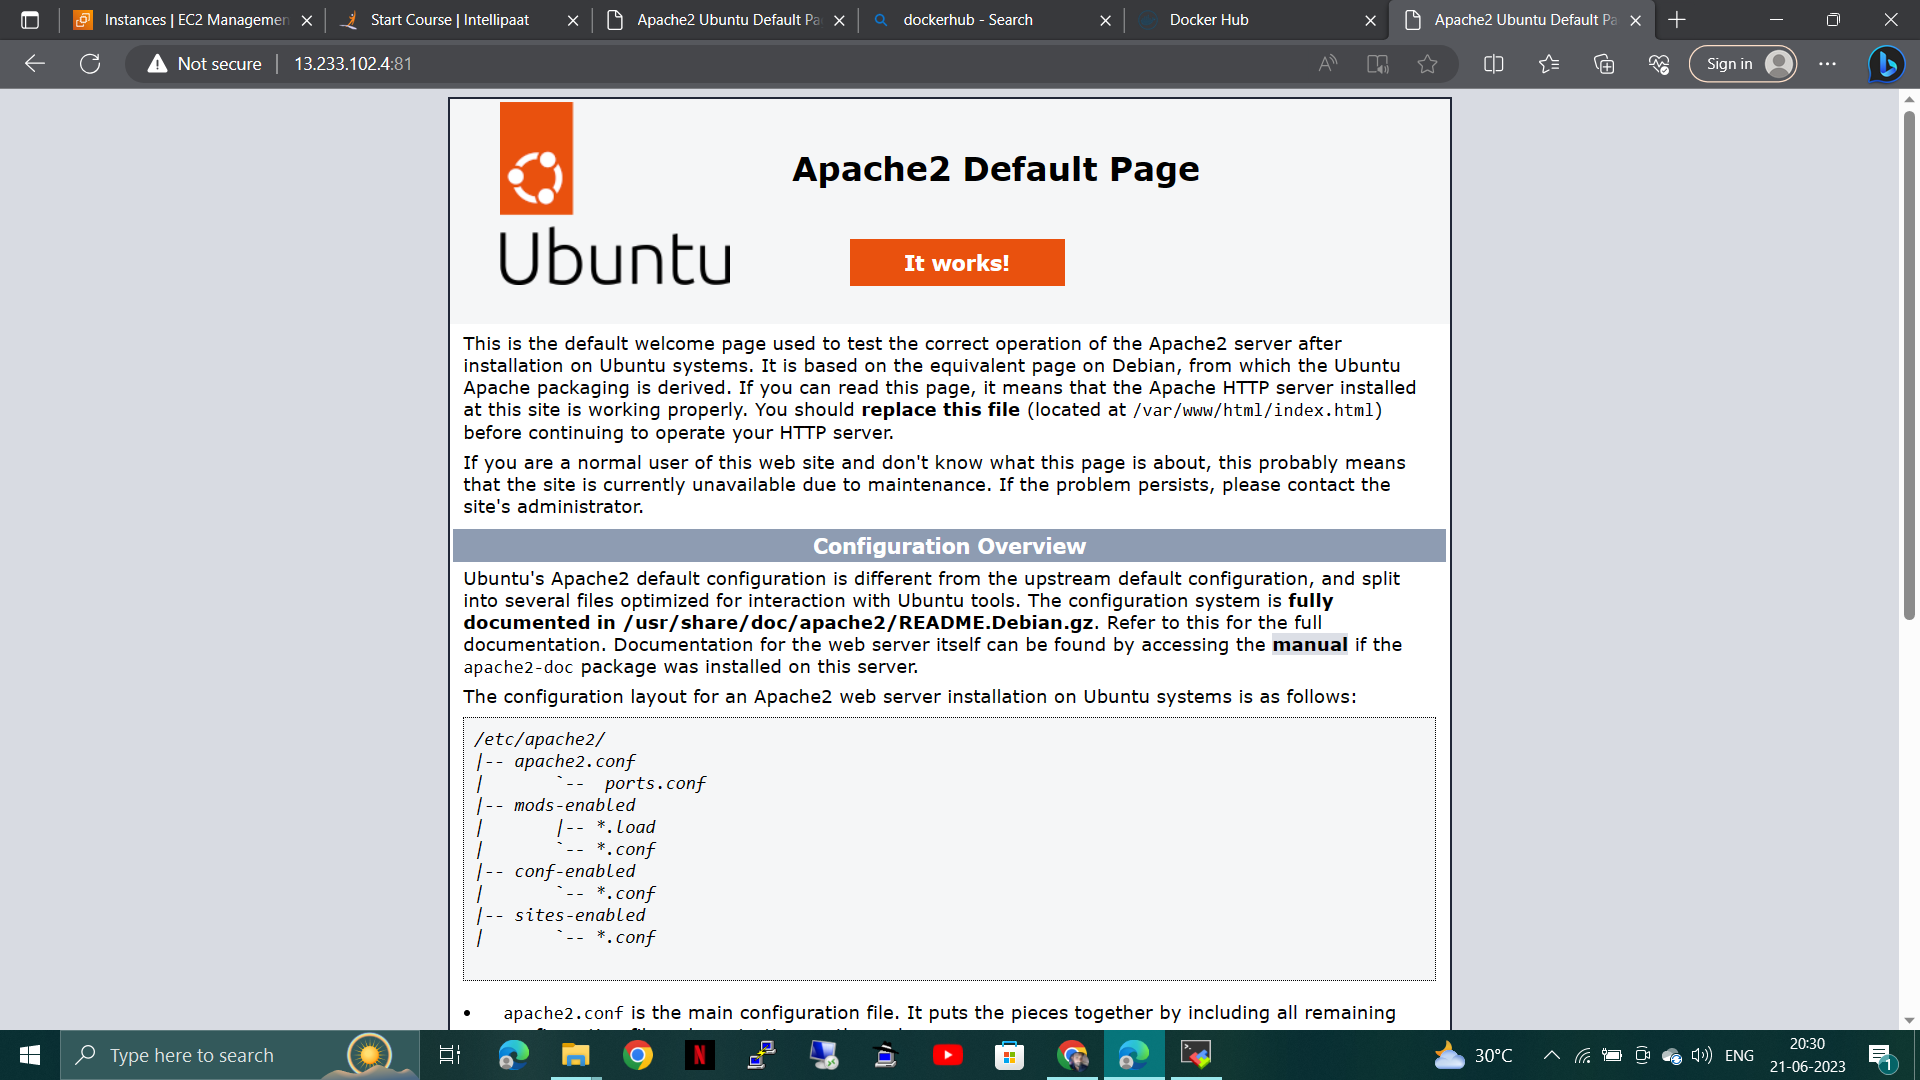 Instances | EC2 Managemen
Start Course | Intellipaat
Apache2 Ubuntu Default Pa
dockerhub - Search
Docker Hub
Apache2 Ubuntu Default Pa
Not secure
13.233.102.4:81
Sign in
Apache2 Default Page
Ubuntu
It works!
This is the default welcome page used to test the correct operation of the Apache2 server after
installation on Ubuntu systems. It is based on the equivalent page on Debian, from which the Ubuntu
Apache packaging is derived. If you can read this page, it means that the Apache HTTP server installed
at this site is working properly. You should replace this file (located at /var/www/html/index.html)
before continuing to operate your HTTP server.
If you are a normal user of this web site and don't know what this page is about, this probably means
that the site is currently unavailable due to maintenance. If the problem persists, please contact the
site's administrator.
Configuration Overview
Ubuntu's Apache2 default configuration is different from the upstream default configuration, and split
into several files optimized for interaction with Ubuntu tools. The configuration system is fully
documented in /usr/share/doc/apache2/README.Debian.gz. Refer to this for the full
documentation. Documentation for the web server itself can be found by accessing the manual if the
apache2-doc package was installed on this server.
The configuration layout for an Apache2 web server installation on Ubuntu systems is as follows:
/etc/apache2/
|-- apache2.conf
|       `--  ports.conf
|-- mods-enabled
|       |-- *.load
|       `-- *.conf
|-- conf-enabled
|       `-- *.conf
|-- sites-enabled
|       `-- *.conf
• apache2.conf is the main configuration file. It puts the pieces together by including all remaining
Type here to search
30°C
ENG
20:30
21-06-2023
1